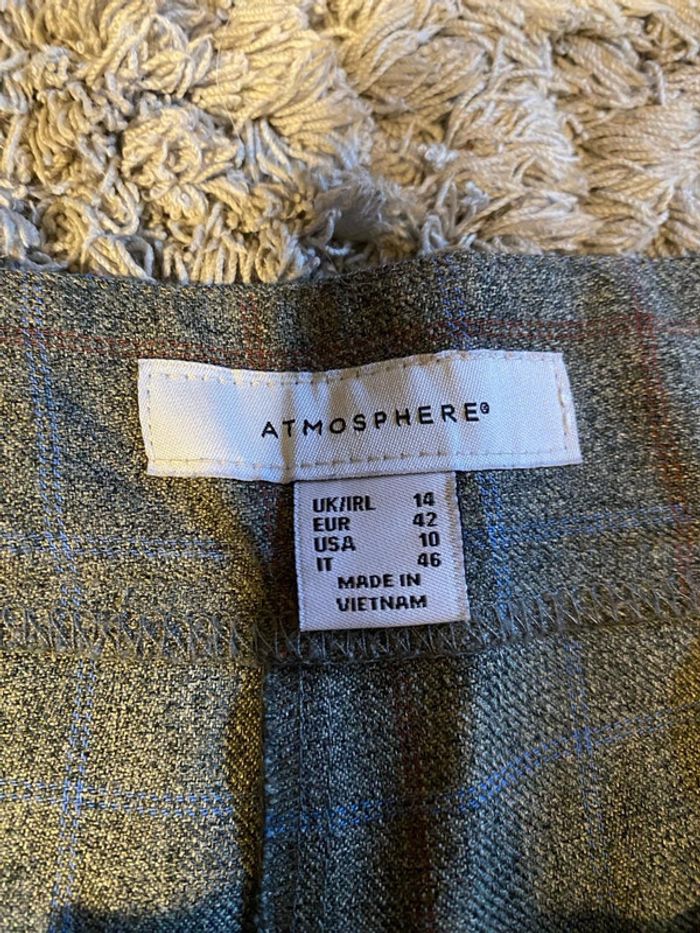 ATMOSPHERE®
UK/IRL 14
EUR 42
USA 10
IT 46
MADE IN
VIETNAM